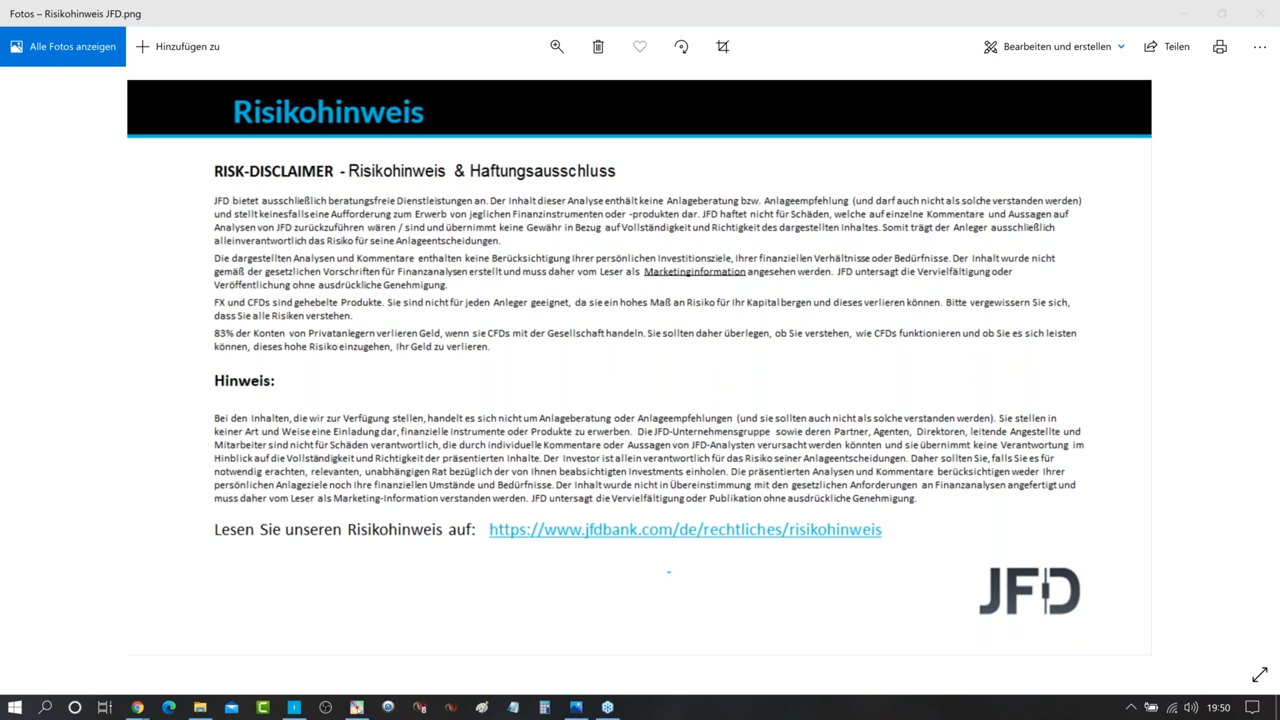 Fotos – Risikohinweis JFD.png
Alle Fotos anzeigen
Hinzufügen zu
Bearbeiten und erstellen
Teilen
Risikohinweis
RISK-DISCLAIMER - Risikohinweis & Haftungsausschluss
JFD bietet ausschließlich beratungsfreie Dienstleistungen an. Der Inhalt dieser Analyse enthält keine Anlageberatung bzw. Anlageempfehlung (und darf auch nicht als solche verstanden werden)
und stellt keinesfalls eine Aufforderung zum Erwerb von jeglichen Finanzinstrumenten oder -produkten dar. JFD haftet nicht für Schäden, welche auf einzelne Kommentare und Aussagen auf
Analysen von JFD zurückzuführen wären / sind und übernimmt keine Gewähr in Bezug auf Vollständigkeit und Richtigkeit des dargestellten Inhaltes. Somit trägt der Anleger ausschließlich
alleinverantwortlich das Risiko für seine Anlageentscheidungen.
Die dargestellten Analysen und Kommentare enthalten keine Berücksichtigung Ihrer persönlichen Investitionsziele, Ihrer finanziellen Verhältnisse oder Bedürfnisse. Der Inhalt wurde nicht
gemäß der gesetzlichen Vorschriften für Finanzanalysen erstellt und muss daher vom Leser als Marketinginformation angesehen werden. JFD untersagt die Vervielfältigung oder
Veröffentlichung ohne ausdrückliche Genehmigung.
FX und CFDs sind gehebelte Produkte. Sie sind nicht für jeden Anleger geeignet, da sie ein hohes Maß an Risiko für Ihr Kapital bergen und dieses verlieren können. Bitte vergewissern Sie sich,
dass Sie alle Risiken verstehen.
83% der Konten von Privatanlegern verlieren Geld, wenn sie CFDs mit der Gesellschaft handeln. Sie sollten daher überlegen, ob Sie verstehen, wie CFDs funktionieren und ob Sie es sich leisten
können, dieses hohe Risiko einzugehen, Ihr Geld zu verlieren.
Hinweis:
Bei den Inhalten, die wir zur Verfügung stellen, handelt es sich nicht um Anlageberatung oder Anlageempfehlungen (und sie sollten auch nicht als solche verstanden werden). Sie stellen in
keiner Art und Weise eine Einladung dar, finanzielle Instrumente oder Produkte zu erwerben. Die JFD-Unternehmensgruppe sowie deren Partner, Agenten, Direktoren, leitende Angestellte und
Mitarbeiter sind nicht für Schäden verantwortlich, die durch individuelle Kommentare oder Aussagen von JFD-Analysten verursacht werden könnten und sie übernimmt keine Verantwortung im
Hinblick auf die Vollständigkeit und Richtigkeit der präsentierten Inhalte. Der Investor ist allein verantwortlich für das Risiko seiner Anlageentscheidungen. Daher sollten Sie, falls Sie es für
notwendig erachten, relevanten, unabhängigen Rat bezüglich der von Ihnen beabsichtigten Investments einholen. Die präsentierten Analysen und Kommentare berücksichtigen weder Ihrer
persönlichen Anlageziele noch Ihre finanziellen Umstände und Bedürfnisse. Der Inhalt wurde nicht in Übereinstimmung mit den gesetzlichen Anforderungen an Finanzanalysen angefertigt und
muss daher vom Leser als Marketing-Information verstanden werden. JFD untersagt die Vervielfältigung oder Publikation ohne ausdrückliche Genehmigung.
Lesen Sie unseren Risikohinweis auf: https://www.jfdbank.com/de/rechtliches/risikohinweis
JFD
19:50